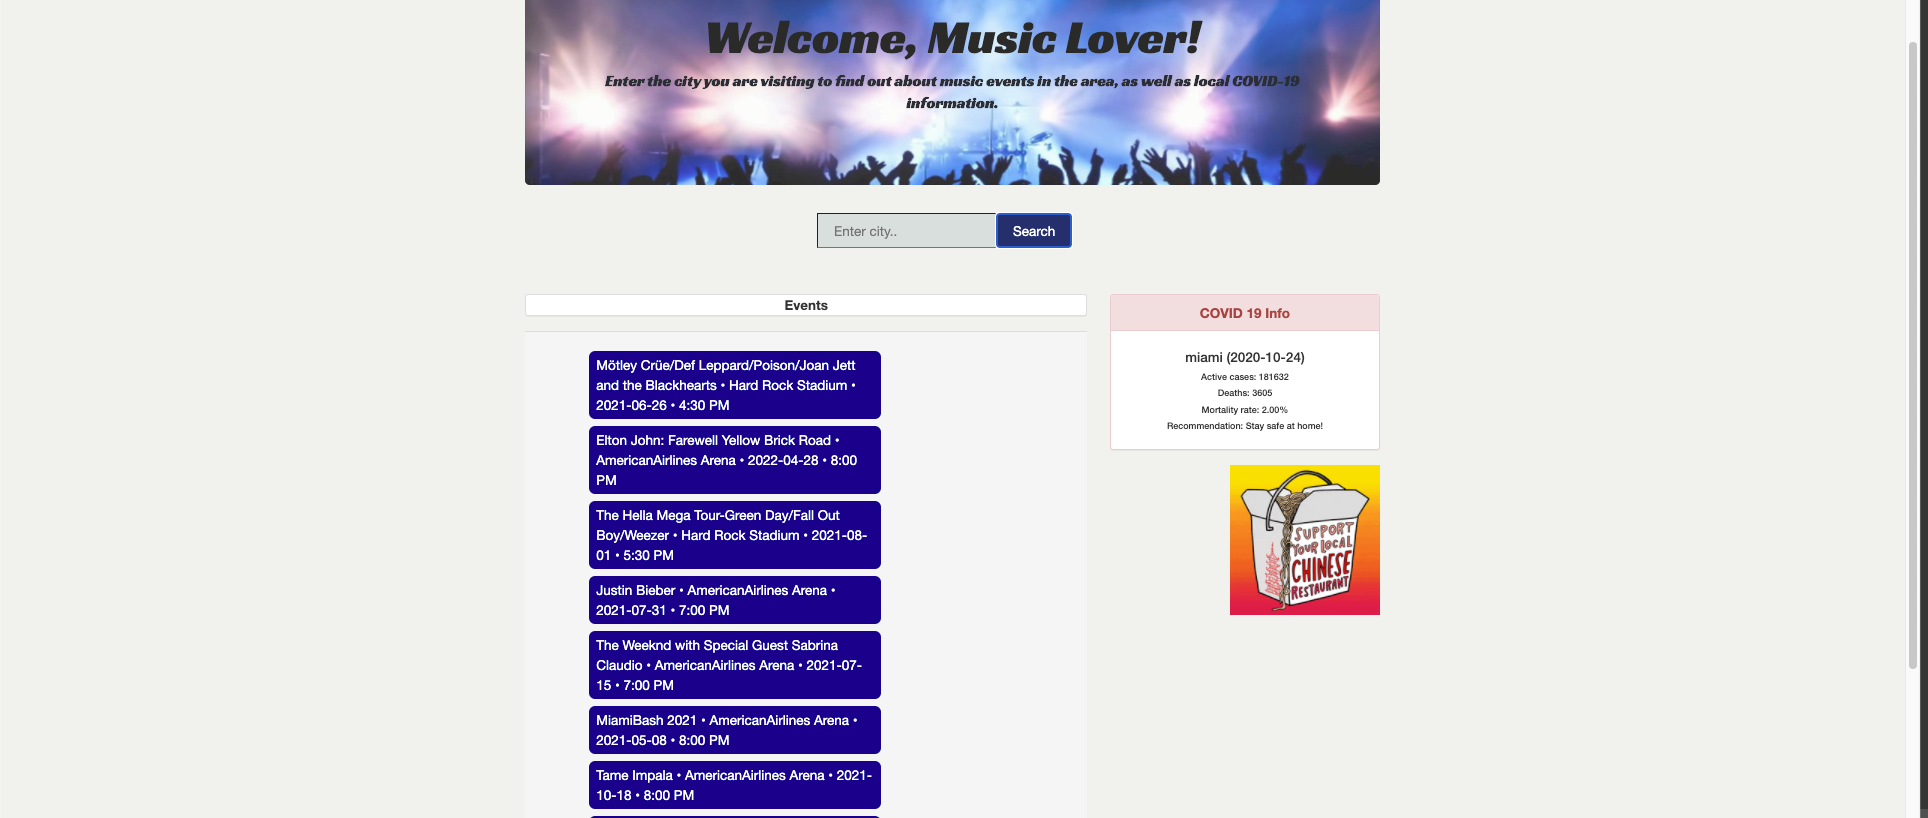 Welcome, Music Lover!
Enter the city you are visiting to find out about music events in the area, as well as local COVID-19
information.
Enter city..
Search
Events
Mötley Crüe/Def Leppard/Poison/Joan Jett
and the Blackhearts • Hard Rock Stadium •
2021-06-26 • 4:30 PM
Elton John: Farewell Yellow Brick Road •
AmericanAirlines Arena • 2022-04-28 • 8:00
PM
The Hella Mega Tour-Green Day/Fall Out
Boy/Weezer • Hard Rock Stadium • 2021-08-
01 • 5:30 PM
Justin Bieber • AmericanAirlines Arena •
2021-07-31 • 7:00 PM
The Weeknd with Special Guest Sabrina
Claudio • AmericanAirlines Arena • 2021-07-
15 • 7:00 PM
MiamiBash 2021 • AmericanAirlines Arena •
2021-05-08 • 8:00 PM
Tame Impala • AmericanAirlines Arena • 2021-
10-18 • 8:00 PM
COVID 19 Info
miami (2020-10-24)
Active cases: 181632
Deaths: 3605
Mortality rate: 2.00%
Recommendation: Stay safe at home!
SUPPORT
YOUR LOCAL
CHINESE
RESTAURANT